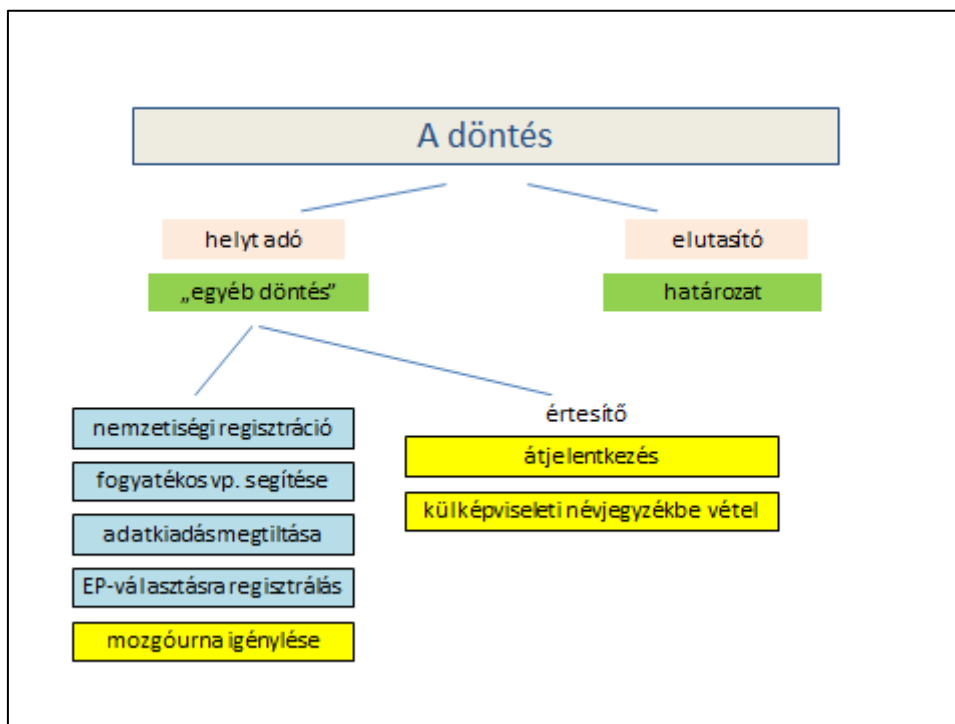 A döntés
helyt adó
elutasító
„egyéb döntés”
határozat
nemzetiségi regisztráció
fogyatékos vp. segítése
adatkiadás megtiltása
EP-választásra regisztrálás
mozgóurna igénylése
értesítő
átjelentkezés
külképviseleti névjegyzékbe vétel